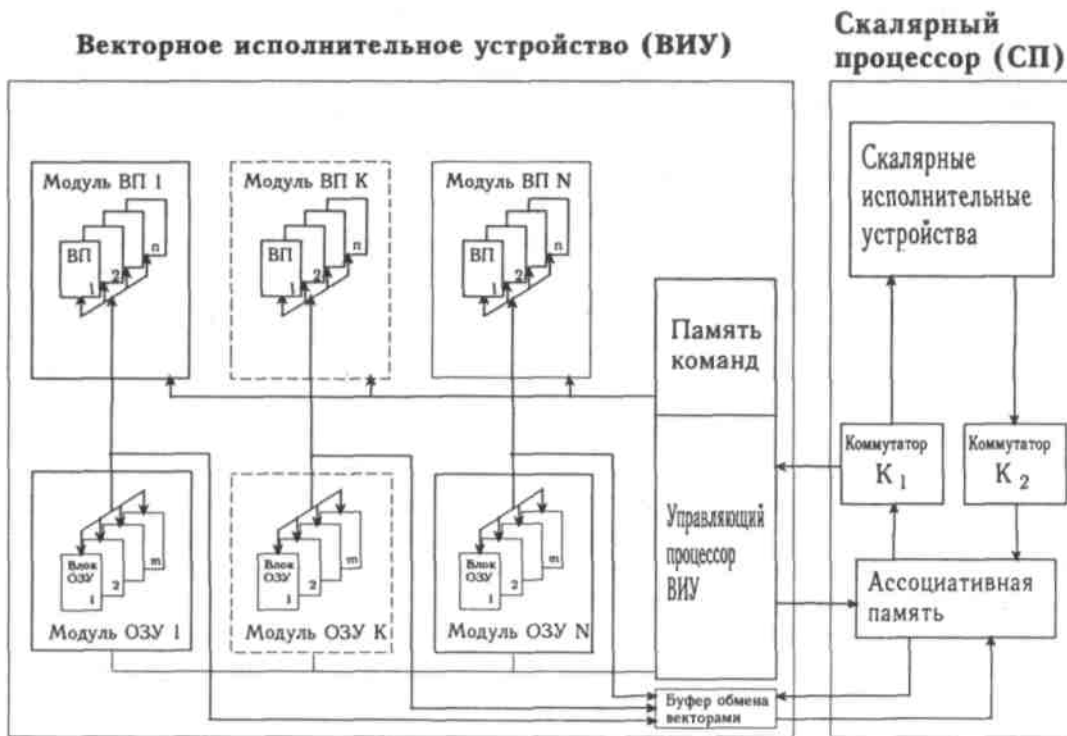 Векторное исполнительное устройство (ВИУ)
Скалярный
процессор (СП)
Модуль ВП 1
ВП
1
2
n
Модуль ВП K
ВП
1
2
n
Модуль ВП N
ВП
1
2
n
Память
команд
Управляющий
процессор
ВИУ
Скалярные
исполнительные
устройства
Коммутатор
К 1
Коммутатор
К 2
Ассоциативная
память
Блок
ОЗУ
1
2
m
Модуль ОЗУ 1
Блок
ОЗУ
1
2
m
Модуль ОЗУ K
Блок
ОЗУ
1
2
m
Модуль ОЗУ N
Буфер обмена
векторами